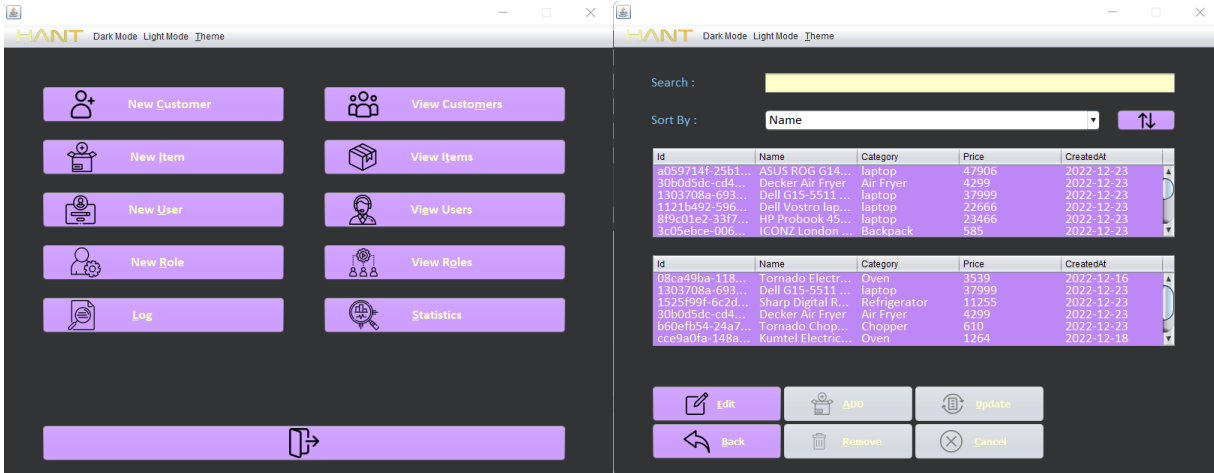 HANT Dark Mode Light Mode Theme
New Customer View Customers
New Item View Items
New User View Users
New Role View Roles
Log Statistics
HANT Dark Mode Light Mode Theme
Search :
Sort By : Name
Id Name Category Price CreatedAt
a059714f-25b1... ASUS ROG G14... laptop 47906 2022-12-23
30b0d5dc-cd4... Decker Air Fryer Air Fryer 4299 2022-12-23
1303708a-693... Dell G15-5511 ... laptop 37999 2022-12-23
1121b492-596... Dell Vostro lap... laptop 22666 2022-12-23
8f9c01e2-33f7... HP Probook 45... laptop 23466 2022-12-23
3c05ebce-006... ICONZ London ... Backpack 585 2022-12-23
Id Name Category Price CreatedAt
08ca49ba-118... Tornado Electr... Oven 3539 2022-12-16
1303708a-693... Dell G15-5511 ... laptop 37999 2022-12-23
1525f99f-6c2d... Sharp Digital R... Refrigerator 11255 2022-12-23
30b0d5dc-cd4... Decker Air Fryer Air Fryer 4299 2022-12-23
b60efb54-24a7... Tornado Chop... Chopper 610 2022-12-23
cce9a0fa-148a... Kumtel Electric... Oven 1264 2022-12-18
Edit ADD Update
Back Remove Cancel